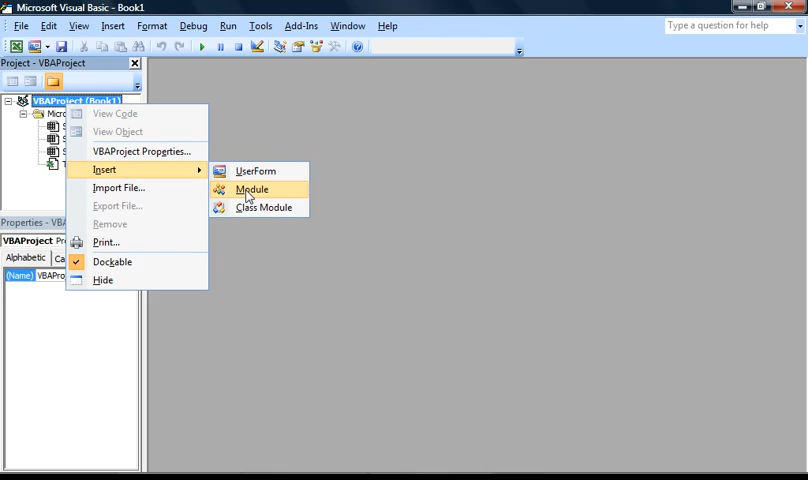 Microsoft Visual Basic - Book1
File Edit View Insert Format Debug Run Tools Add-Ins Window Help
Type a question for help
Project - VBAProject
VBAProject (Book1)
View Code
View Object
VBAProject Properties...
Insert
Import File...
Export File...
Remove
Print...
Dockable
Hide
UserForm
Module
Class Module
Properties - VBA
VBAProject
Alphabetic
(Name)